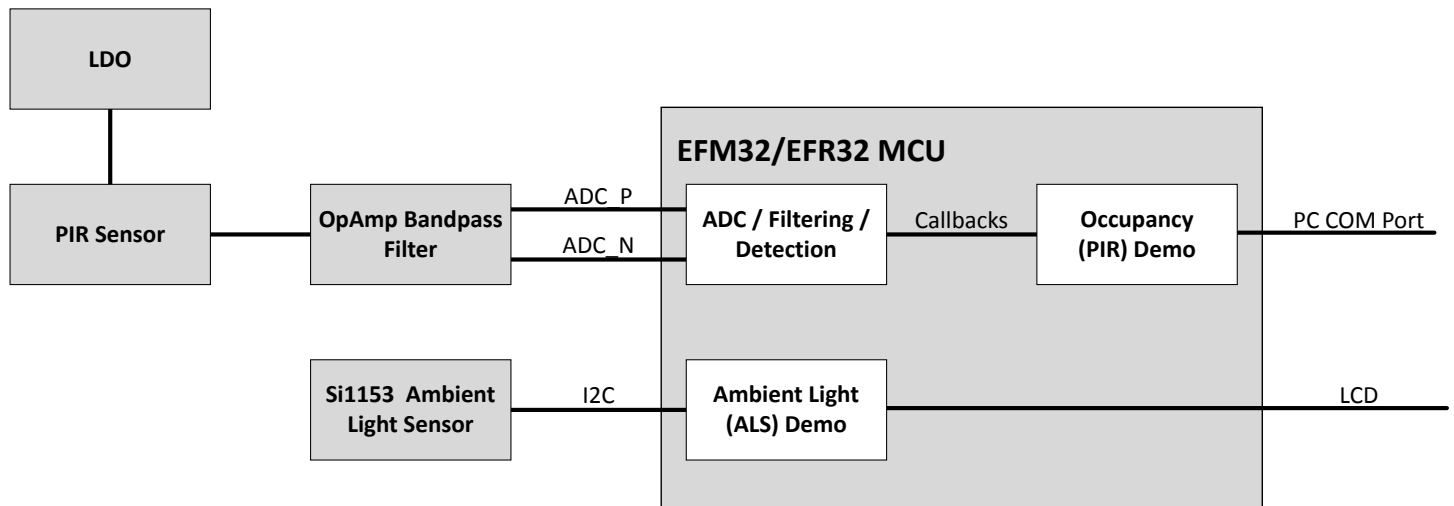 LDO
EFM32/EFR32 MCU
PIR Sensor
OpAmp Bandpass
Filter
ADC_P
ADC_N
ADC / Filtering /
Detection
Callbacks
Occupancy
(PIR) Demo
PC COM Port
Si1153  Ambient
Light Sensor
I2C
Ambient Light
(ALS) Demo
LCD